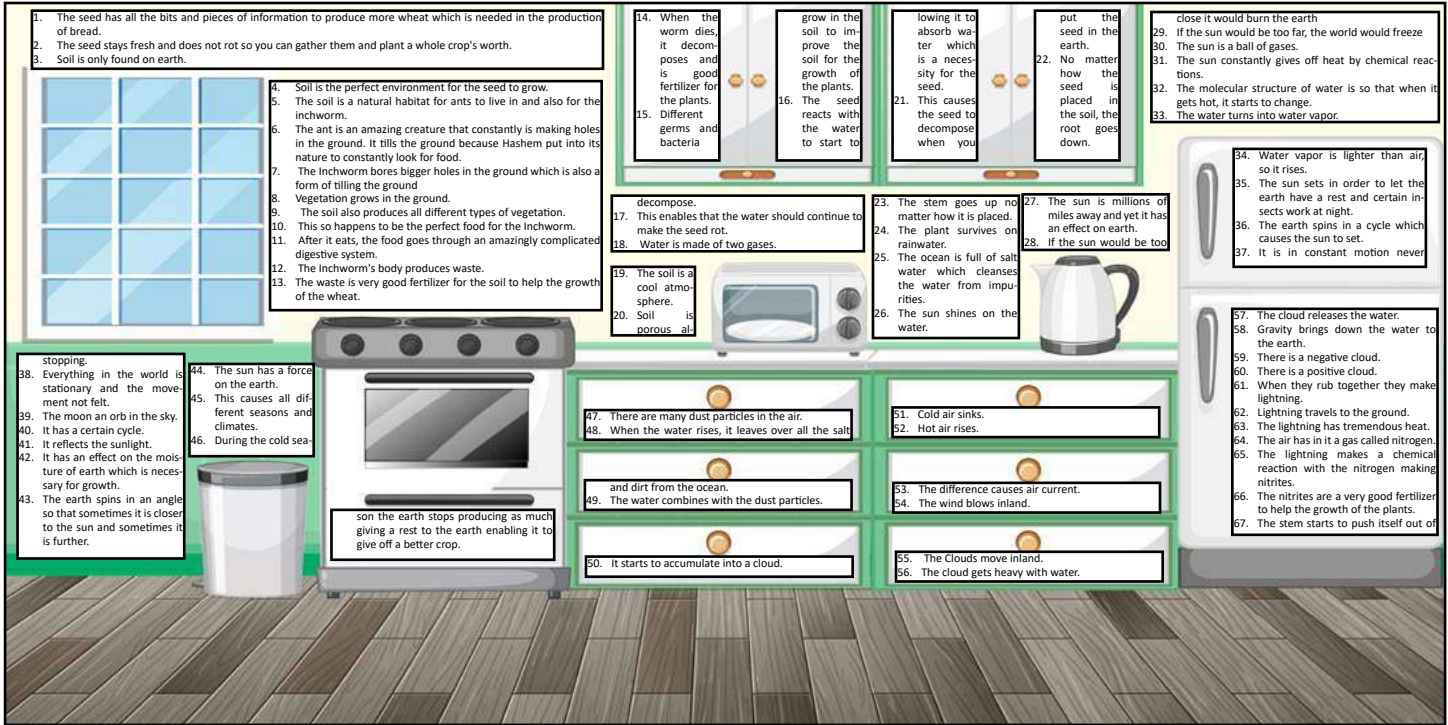 1. The seed has all the bits and pieces of information to produce more wheat which is needed in the production
of bread.
2. The seed stays fresh and does not rot so you can gather them and plant a whole crop's worth.
3. Soil is only found on earth.
4. Soil is the perfect environment for the seed to grow.
5. The soil is a natural habitat for ants to live in and also for the
inchworm.
6. The ant is an amazing creature that constantly is making holes
in the ground. It tills the ground because Hashem put into its
nature to constantly look for food.
7. The Inchworm bores bigger holes in the ground which is also a
form of tilling the ground
8. Vegetation grows in the ground.
9. The soil also produces all different types of vegetation.
10. This so happens to be the perfect food for the Inchworm.
11. After it eats, the food goes through an amazingly complicated
digestive system.
12. The Inchworm's body produces waste.
13. The waste is very good fertilizer for the soil to help the growth
of the wheat.
14. When the
worm dies,
it decom-
poses and
is good
fertilizer for
the plants.
15. Different
germs and
bacteria
grow in the
soil to im-
prove the
soil for the
growth of
the plants.
16. The seed
reacts with
the water
to start to
decompose.
17. This enables that the water should continue to
make the seed rot.
18. Water is made of two gases.
19. The soil is a
cool atmo-
sphere.
20. Soil is
porous al-
lowing it to
absorb wa-
ter which
is a neces-
sity for the
seed.
21. This causes
the seed to
decompose
when you
put the
seed in the
earth.
22. No matter
how the
seed is
placed in
the soil, the
root goes
down.
23. The stem goes up no
matter how it is placed.
24. The plant survives on
rainwater.
25. The ocean is full of salt
water which cleanses
the water from impu-
rities.
26. The sun shines on the
water.
27. The sun is millions of
miles away and yet it has
an effect on earth.
28. If the sun would be too
close it would burn the earth
29. If the sun would be too far, the world would freeze
30. The sun is a ball of gases.
31. The sun constantly gives off heat by chemical reac-
tions.
32. The molecular structure of water is so that when it
gets hot, it starts to change.
33. The water turns into water vapor.
34. Water vapor is lighter than air,
so it rises.
35. The sun sets in order to let the
earth have a rest and certain in-
sects work at night.
36. The earth spins in a cycle which
causes the sun to set.
37. It is in constant motion never
stopping.
38. Everything in the world is
stationary and the move-
ment not felt.
39. The moon an orb in the sky.
40. It has a certain cycle.
41. It reflects the sunlight.
42. It has an effect on the mois-
ture of earth which is neces-
sary for growth.
43. The earth spins in an angle
so that sometimes it is closer
to the sun and sometimes it
is further.
44. The sun has a force
on the earth.
45. This causes all dif-
ferent seasons and
climates.
46. During the cold sea-
son the earth stops producing as much
giving a rest to the earth enabling it to
give off a better crop.
47. There are many dust particles in the air.
48. When the water rises, it leaves over all the salt
and dirt from the ocean.
49. The water combines with the dust particles.
50. It starts to accumulate into a cloud.
51. Cold air sinks.
52. Hot air rises.
53. The difference causes air current.
54. The wind blows inland.
55. The Clouds move inland.
56. The cloud gets heavy with water.
57. The cloud releases the water.
58. Gravity brings down the water to
the earth.
59. There is a negative cloud.
60. There is a positive cloud.
61. When they rub together they make
lightning.
62. Lightning travels to the ground.
63. The lightning has tremendous heat.
64. The air has in it a gas called nitrogen.
65. The lightning makes a chemical
reaction with the nitrogen making
nitrites.
66. The nitrites are a very good fertilizer
to help the growth of the plants.
67. The stem starts to push itself out of